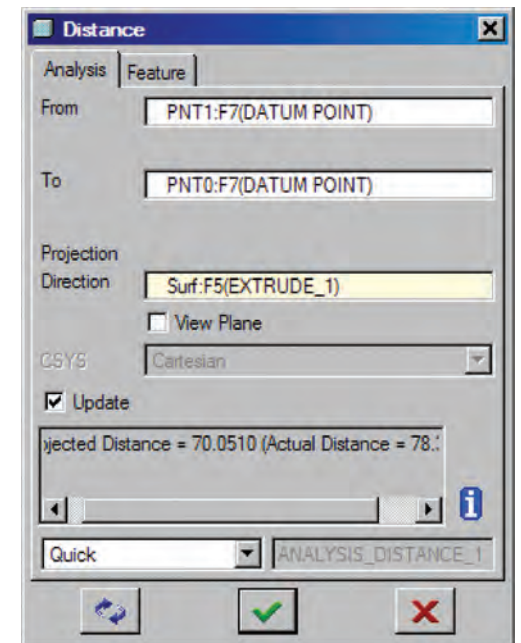 Distance
Analysis Feature
From PNT1:F7(DATUM POINT)
To PNT0:F7(DATUM POINT)
Projection
Direction Surf:F5(EXTRUDE_1)
View Plane
CSYS Cartesian
Update
jected Distance = 70.0510 (Actual Distance = 78.
Quick ANALYSIS_DISTANCE_1